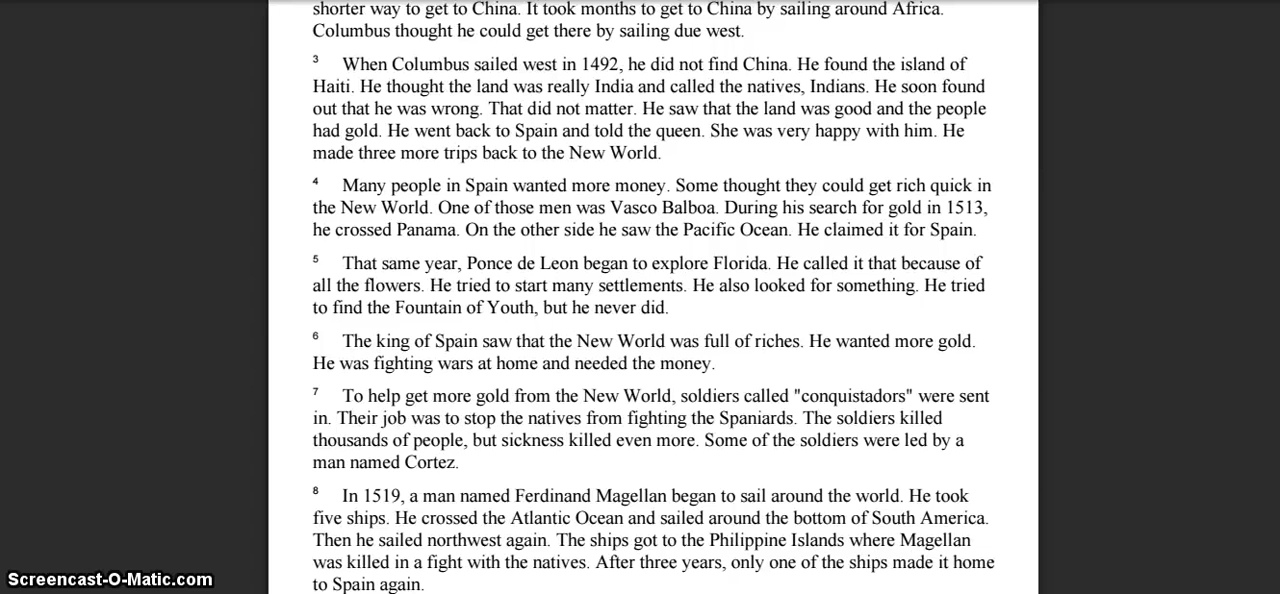 shorter way to get to China. It took months to get to China by sailing around Africa.
Columbus thought he could get there by sailing due west.
3 When Columbus sailed west in 1492, he did not find China. He found the island of
Haiti. He thought the land was really India and called the natives, Indians. He soon found
out that he was wrong. That did not matter. He saw that the land was good and the people
had gold. He went back to Spain and told the queen. She was very happy with him. He
made three more trips back to the New World.
4 Many people in Spain wanted more money. Some thought they could get rich quick in
the New World. One of those men was Vasco Balboa. During his search for gold in 1513,
he crossed Panama. On the other side he saw the Pacific Ocean. He claimed it for Spain.
5 That same year, Ponce de Leon began to explore Florida. He called it that because of
all the flowers. He tried to start many settlements. He also looked for something. He tried
to find the Fountain of Youth, but he never did.
6 The king of Spain saw that the New World was full of riches. He wanted more gold.
He was fighting wars at home and needed the money.
7 To help get more gold from the New World, soldiers called "conquistadors" were sent
in. Their job was to stop the natives from fighting the Spaniards. The soldiers killed
thousands of people, but sickness killed even more. Some of the soldiers were led by a
man named Cortez.
8 In 1519, a man named Ferdinand Magellan began to sail around the world. He took
five ships. He crossed the Atlantic Ocean and sailed around the bottom of South America.
Then he sailed northwest again. The ships got to the Philippine Islands where Magellan
was killed in a fight with the natives. After three years, only one of the ships made it home
to Spain again.
Screencast-O-Matic.com